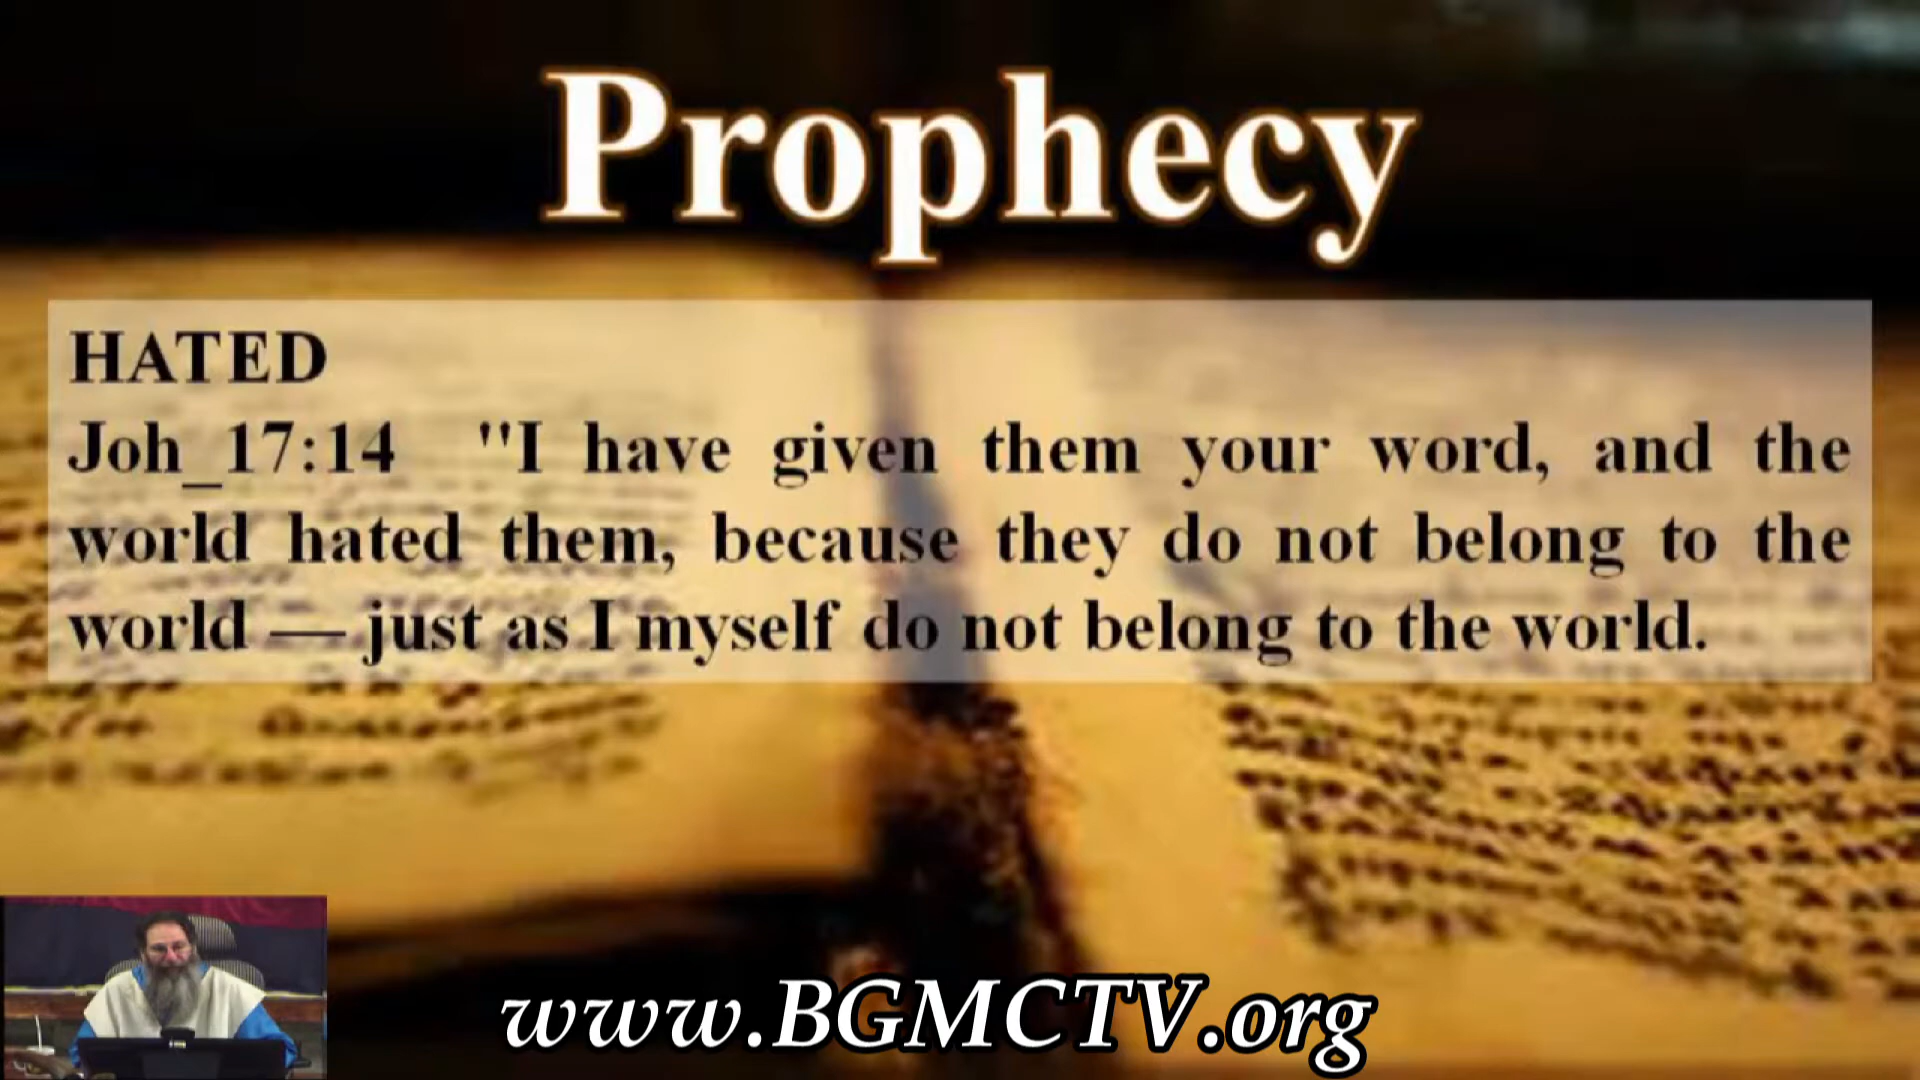 Prophecy
HATED
Joh_17:14 "I have given them your word, and the
world hated them, because they do not belong to the
world — just as I myself do not belong to the world.
www.BGMCTV.org